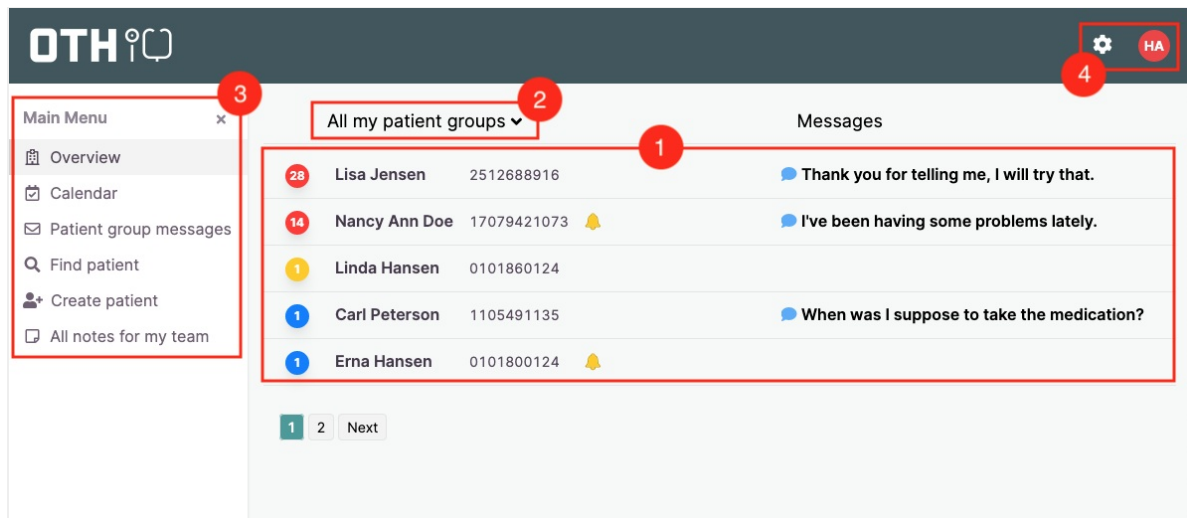 OTH
HA
4
3
Main Menu ×
Overview
Calendar
Patient group messages
Find patient
Create patient
All notes for my team
2
All my patient groups
Messages
1
28 Lisa Jensen 2512688916 Thank you for telling me, I will try that.
14 Nancy Ann Doe 17079421073 I've been having some problems lately.
1 Linda Hansen 0101860124
1 Carl Peterson 1105491135 When was I suppose to take the medication?
1 Erna Hansen 0101800124
1 2 Next